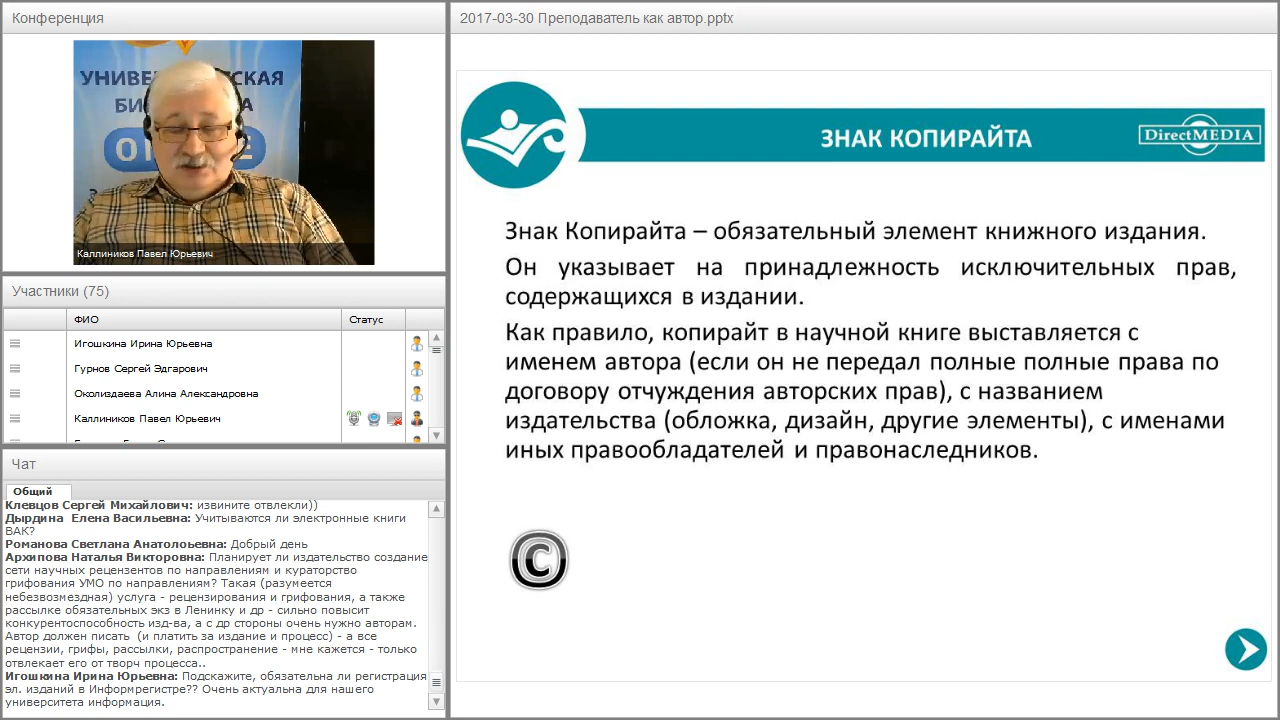 Конференция
УНИВЕ СКАЯ
БИ А
Каллиников Павел Юрьевич
Участники (75)
ФИО Статус
Игошкина Ирина Юрьевна
Гурнов Сергей Эдгарович
Околиздаева Алина Александровна
Каллиников Павел Юрьевич
Чат
Общий
Клевцов Сергей Михайлович: извините отвлекли))
Дырдина Елена Васильевна: Учитываются ли электронные книги
ВАК?
Романова Светлана Анатолоьевна: Добрый день
Архипова Наталья Викторовна: Планирует ли издательство создание
сети научных рецензентов по направлениям и кураторство
грифования УМО по направлениям? Такая (разумеется
небезвозмездная) услуга - рецензирования и грифования, а также
рассылке обязательных экз в Ленинку и др - сильно повысит
конкурентоспособность изд-ва, а с др стороны очень нужно авторам.
Автор должен писать (и платить за издание и процесс) - а все
рецензии, грифы, рассылки, распространение - мне кажется - только
отвлекает его от творч процесса..
Игошкина Ирина Юрьевна: Подскажите, обязательна ли регистрация
эл. изданий в Информрегистре?? Очень актуальна для нашего
университета информация.
2017-03-30 Преподаватель как автор.pptx
ЗНАК КОПИРАЙТА
DirectMEDIA
Знак Копирайта – обязательный элемент книжного издания.
Он указывает на принадлежность исключительных прав,
содержащихся в издании.
Как правило, копирайт в научной книге выставляется с
именем автора (если он не передал полные полные права по
договору отчуждения авторских прав), с названием
издательства (обложка, дизайн, другие элементы), с именами
иных правообладателей и правонаследников.
©